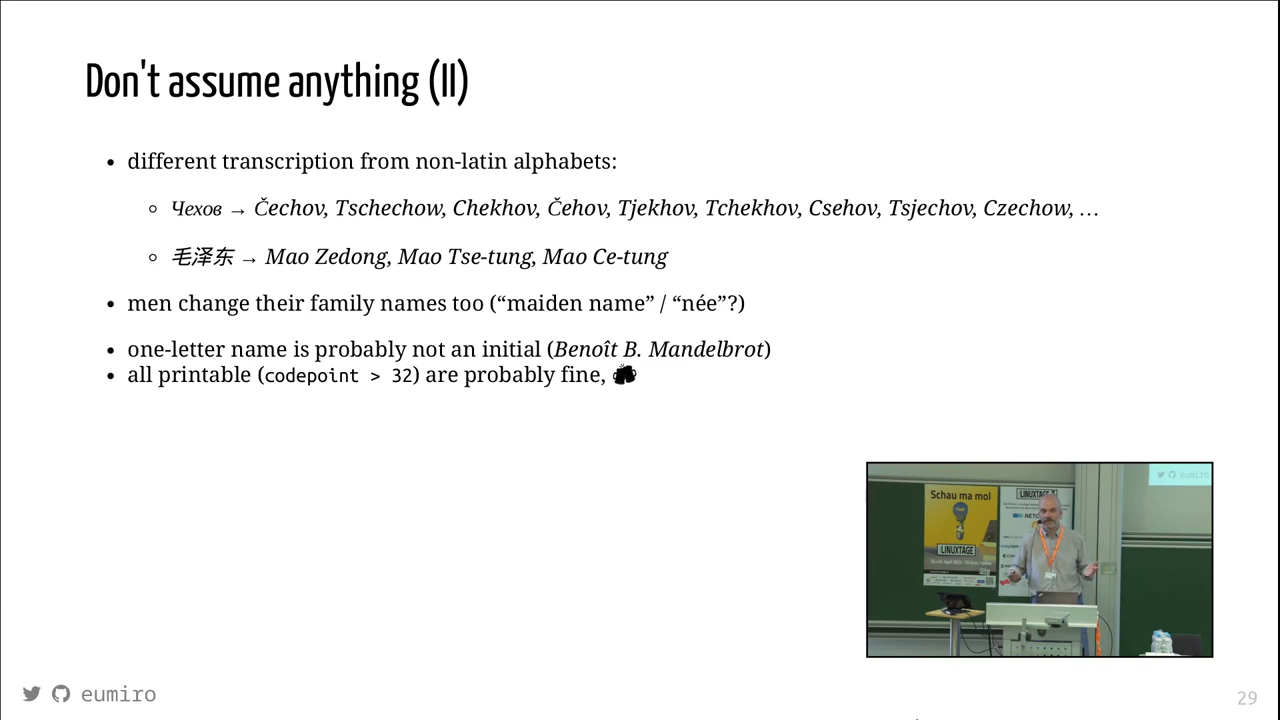 Don't assume anything (II)
• different transcription from non-latin alphabets:
◦ Чехов → Čechov, Tschechow, Chekhov, Čehov, Tjekhov, Tchekhov, Csehov, Tsjechov, Czechow, …
◦ 毛泽东 → Mao Zedong, Mao Tse-tung, Mao Ce-tung
• men change their family names too (“maiden name” / “née”?)
• one-letter name is probably not an initial (Benoît B. Mandelbrot)
• all printable (codepoint > 32) are probably fine, 🍻
eumiro
Schau ma mol
LINUXTAGE
LINUXTAGE
eumiro
29